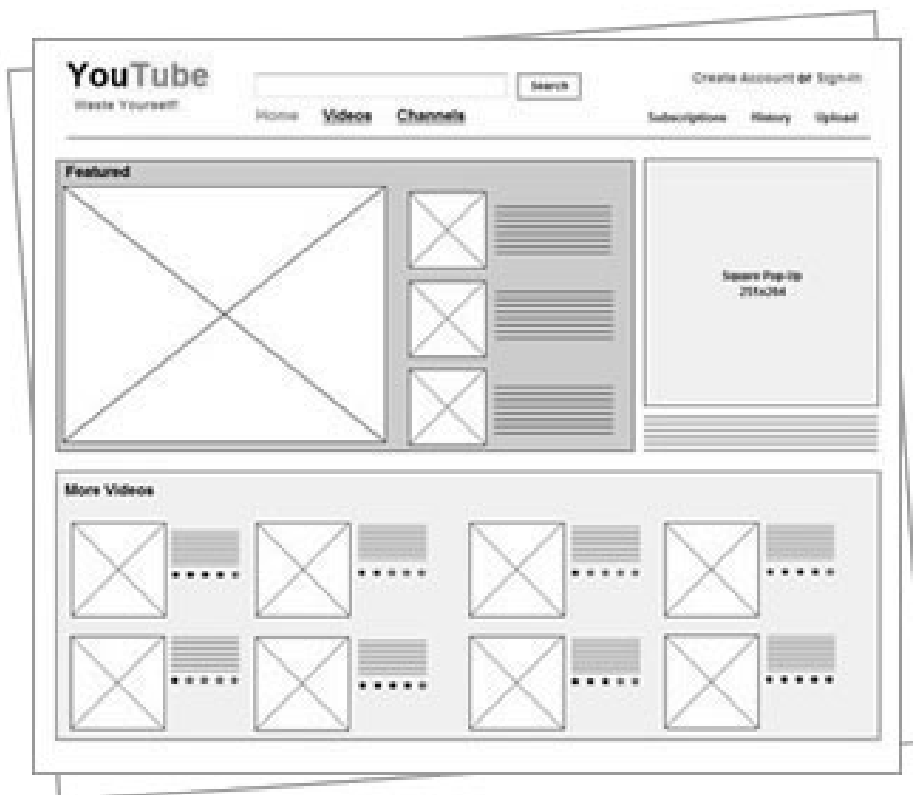 YouTube
Waste Yourself!
Search
Create Account or Sign-in
Home Videos Channels
Subscriptions History Upload
Featured
Square Pop-Up
More Videos